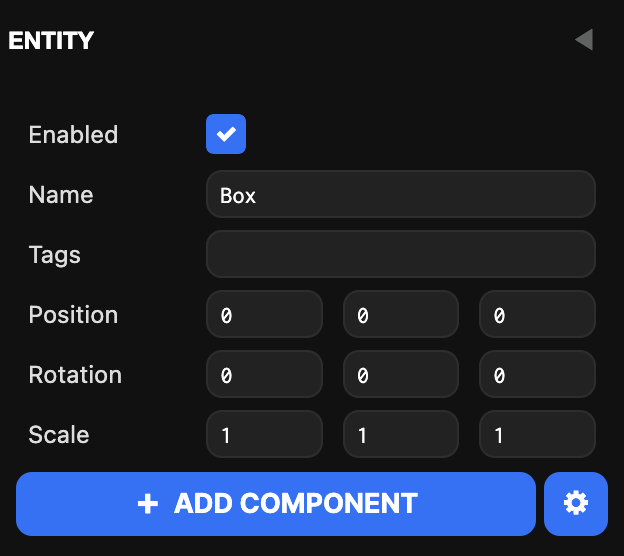 ENTITY
Enabled
Name Box
Tags
Position 0 0 0
Rotation 0 0 0
Scale 1 1 1
+ ADD COMPONENT